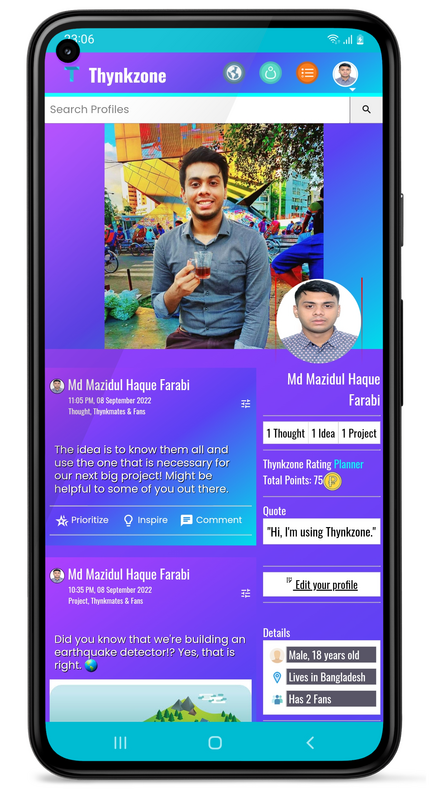 23:06
Thynkzone
Search Profiles
Md Mazidul Haque Farabi
11:05 PM, 08 September 2022
Thought, Thynkmates & Fans
The idea is to know them all and
use the one that is necessary for
our next big project! Might be
helpful to some of you out there.
Prioritize Inspire Comment
Md Mazidul Haque Farabi
10:35 PM, 08 September 2022
Project, Thynkmates & Fans
Did you know that we're building an
earthquake detector!? Yes, that is
right. 🌎
Md Mazidul Haque
Farabi
1 Thought 1 Idea 1 Project
Thynkzone Rating Planner
Total Points: 75
Quote
"Hi, I'm using Thynkzone."
Edit your profile
Details
Male, 18 years old
Lives in Bangladesh
Has 2 Fans